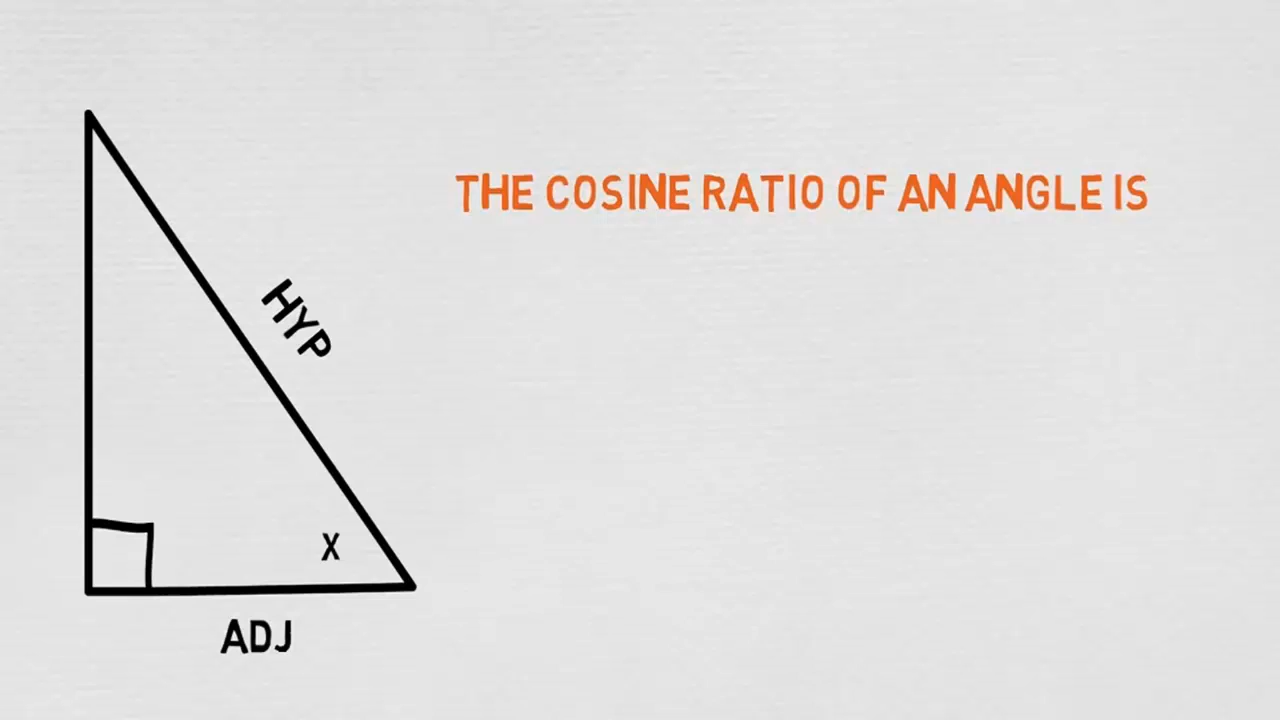 THE COSINE RATIO OF AN ANGLE IS
HYP
X
ADJ